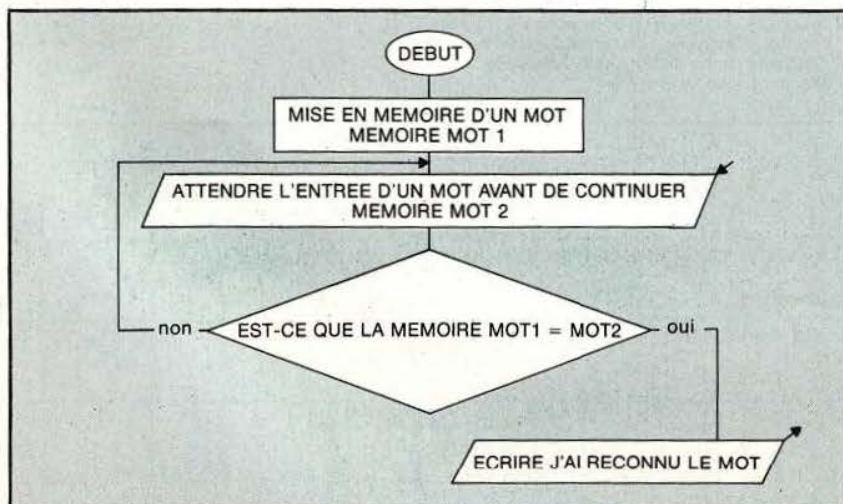 DEBUT
MISE EN MEMOIRE D'UN MOT
MEMOIRE MOT 1
ATTENDRE L'ENTREE D'UN MOT AVANT DE CONTINUER
MEMOIRE MOT 2
non
EST-CE QUE LA MEMOIRE MOT1 = MOT2
oui
ECRIRE J'AI RECONNU LE MOT